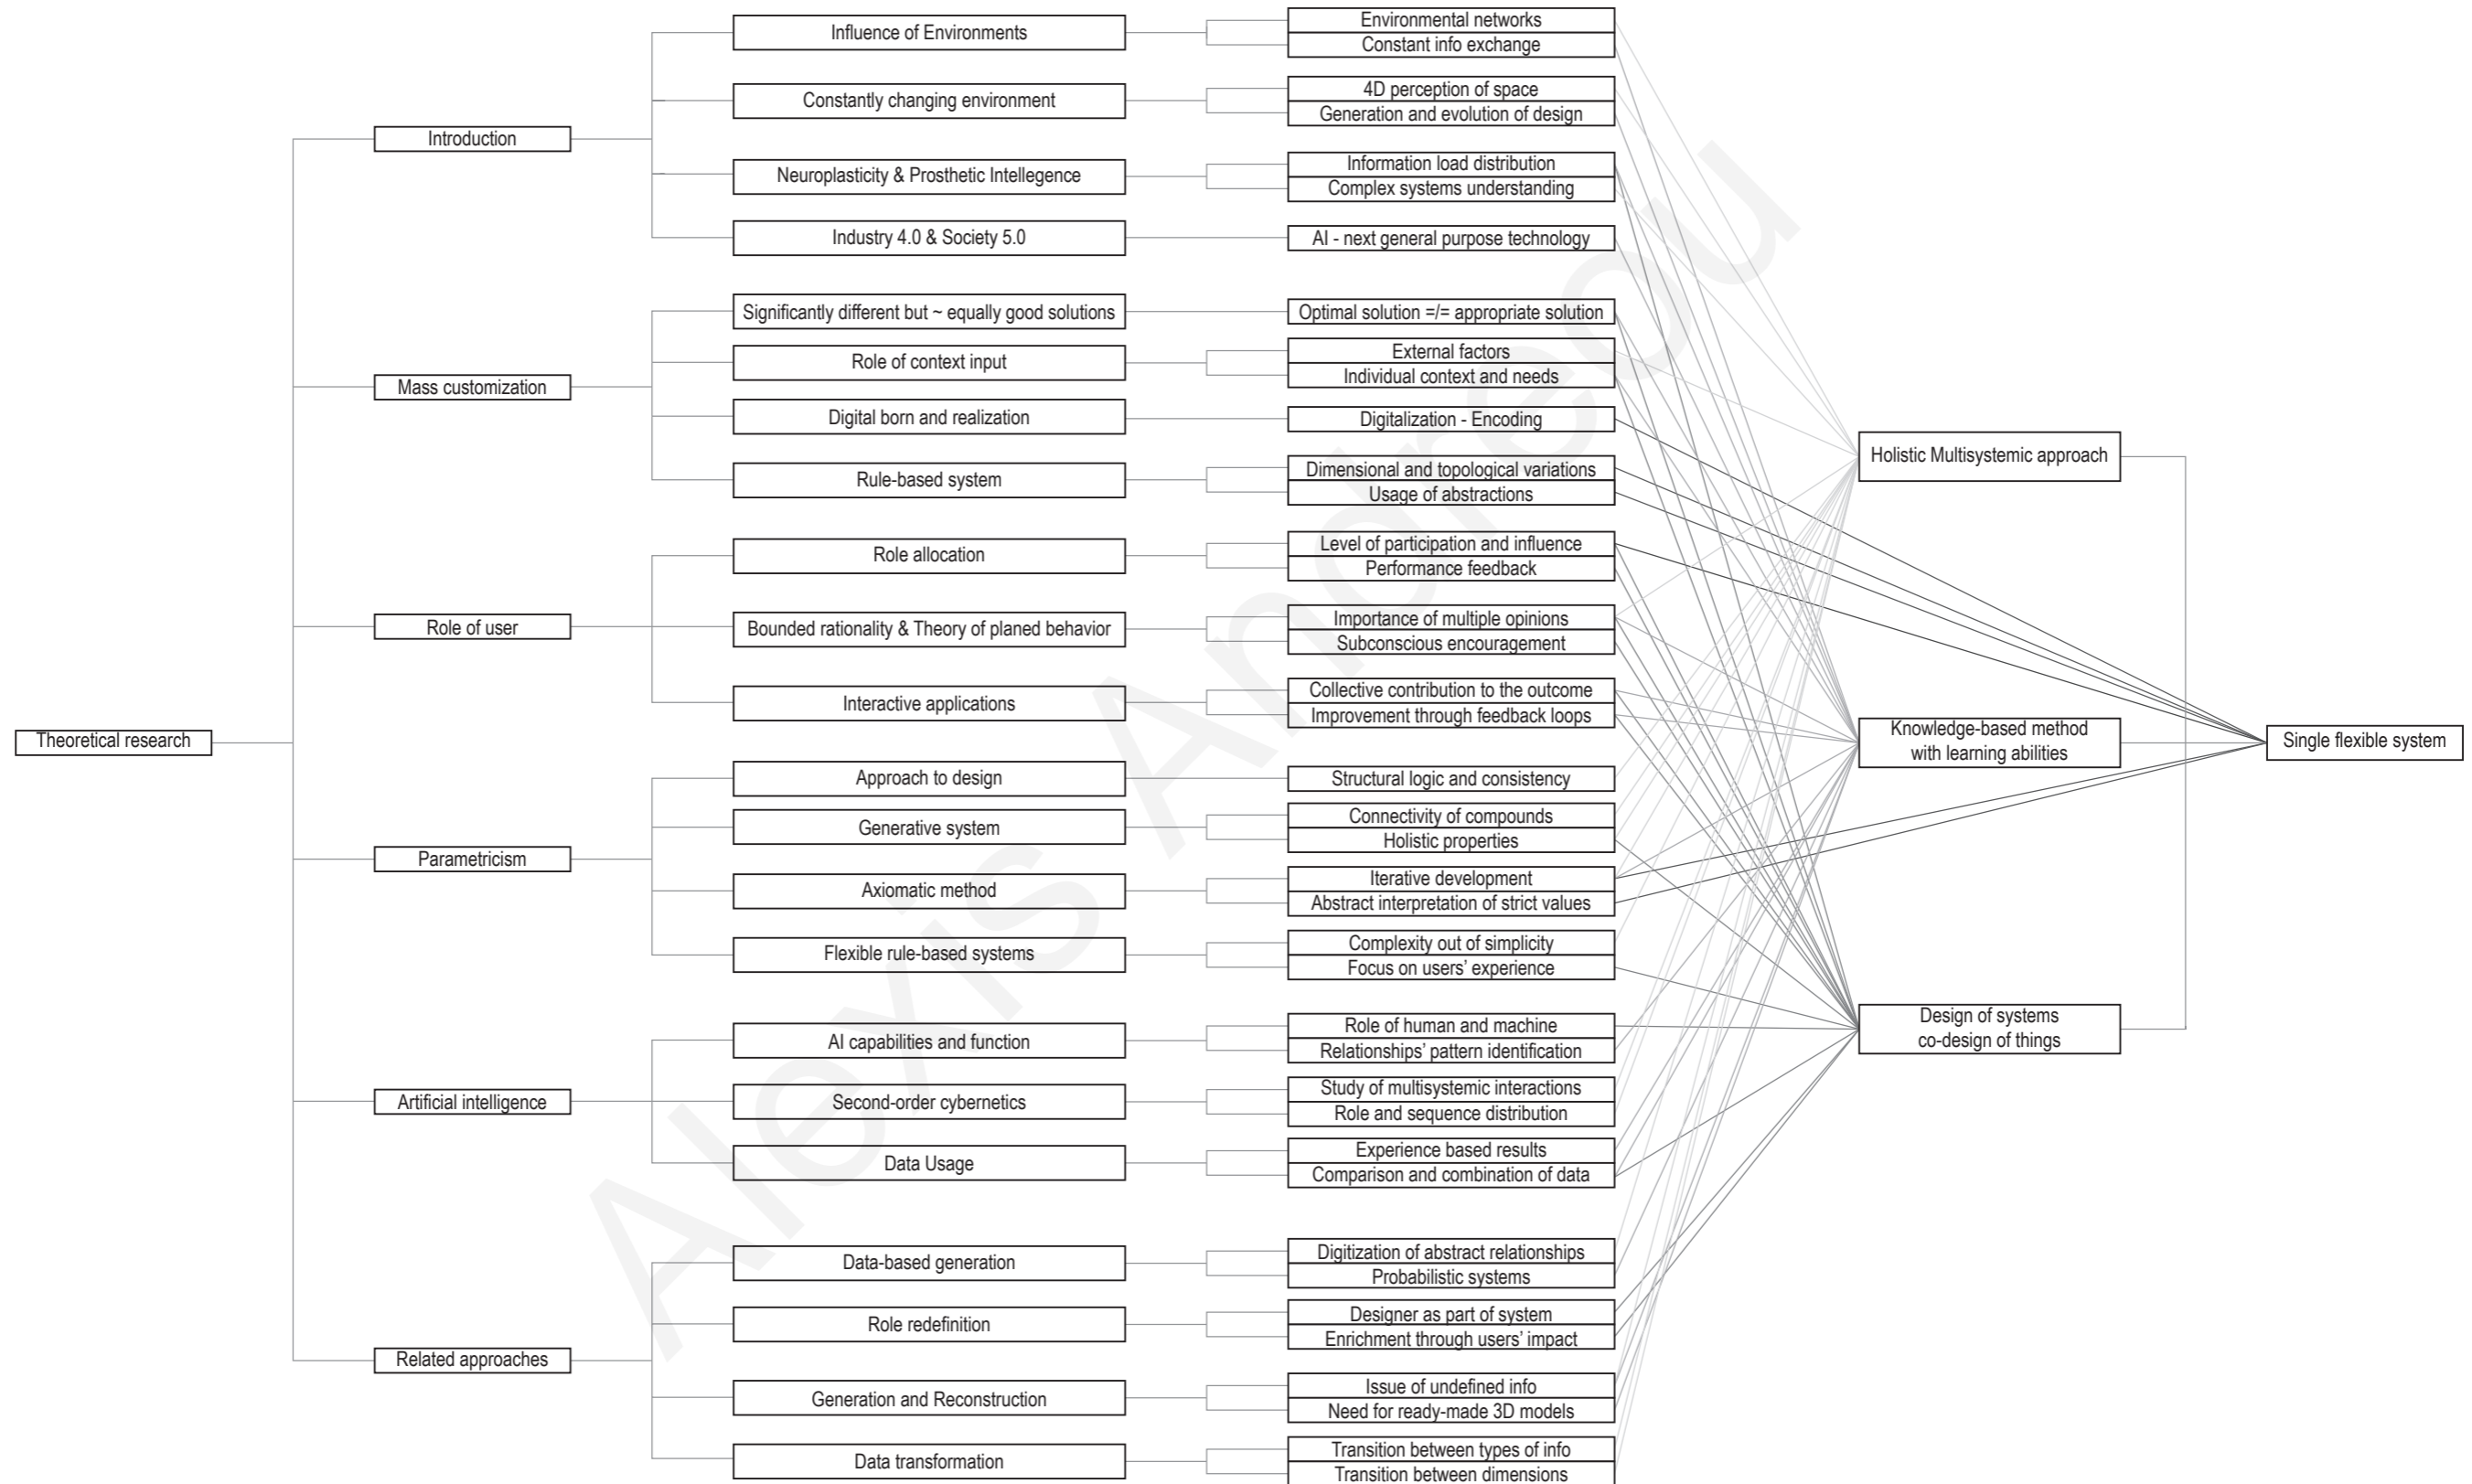 Theoretical research
Introduction
Influence of Environments
Environmental networks
Constant info exchange
Constantly changing environment
4D perception of space
Generation and evolution of design
Neuroplasticity & Prosthetic Intellegence
Information load distribution
Complex systems understanding
Industry 4.0 & Society 5.0
AI - next general purpose technology
Mass customization
Significantly different but ~ equally good solutions
Optimal solution =/= appropriate solution
Role of context input
External factors
Individual context and needs
Digital born and realization
Digitalization - Encoding
Rule-based system
Dimensional and topological variations
Usage of abstractions
Role of user
Role allocation
Level of participation and influence
Performance feedback
Bounded rationality & Theory of planed behavior
Importance of multiple opinions
Subconscious encouragement
Interactive applications
Collective contribution to the outcome
Improvement through feedback loops
Parametricism
Approach to design
Structural logic and consistency
Generative system
Connectivity of compounds
Holistic properties
Axiomatic method
Iterative development
Abstract interpretation of strict values
Flexible rule-based systems
Complexity out of simplicity
Focus on users' experience
Artificial intelligence
AI capabilities and function
Role of human and machine
Relationships' pattern identification
Second-order cybernetics
Study of multisystemic interactions
Role and sequence distribution
Data Usage
Experience based results
Comparison and combination of data
Related approaches
Data-based generation
Digitization of abstract relationships
Probabilistic systems
Role redefinition
Designer as part of system
Enrichment through users' impact
Generation and Reconstruction
Issue of undefined info
Need for ready-made 3D models
Data transformation
Transition between types of info
Transition between dimensions
Holistic Multisystemic approach
Knowledge-based method
with learning abilities
Design of systems
co-design of things
Single flexible system
Alexis Andreou